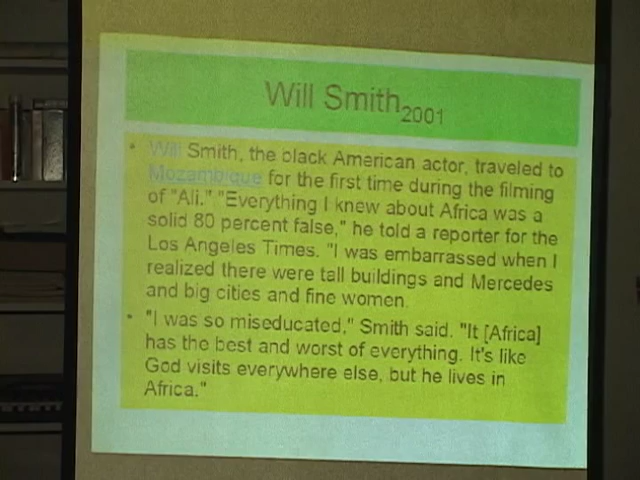 Will Smith2001
• Will Smith, the black American actor, traveled to
Mozambique for the first time during the filming
of "Ali." "Everything I knew about Africa was a
solid 80 percent false," he told a reporter for the
Los Angeles Times. "I was embarrassed when I
realized there were tall buildings and Mercedes
and big cities and fine women.
• "I was so miseducated," Smith said. "It [Africa]
has the best and worst of everything. It's like
God visits everywhere else, but he lives in
Africa."